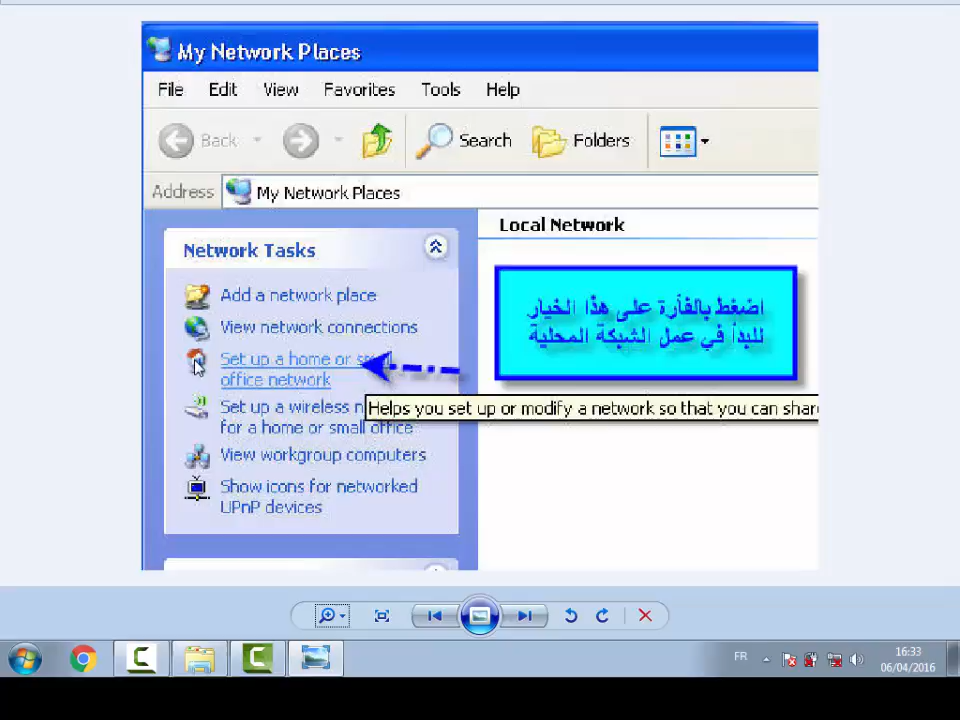 My Network Places
File Edit View Favorites Tools Help
Back Search Folders
Address My Network Places
Network Tasks
Local Network
Add a network place
View network connections
Set up a home or small
office network
اضغط بالفأرة على هذا الخيار
للبدأ في عمل الشبكة المحلية
Set up a wireless n
for a home or small office
Helps you set up or modify a network so that you can share
View workgroup computers
Show icons for networked
UPnP devices
FR
16:33
06/04/2016